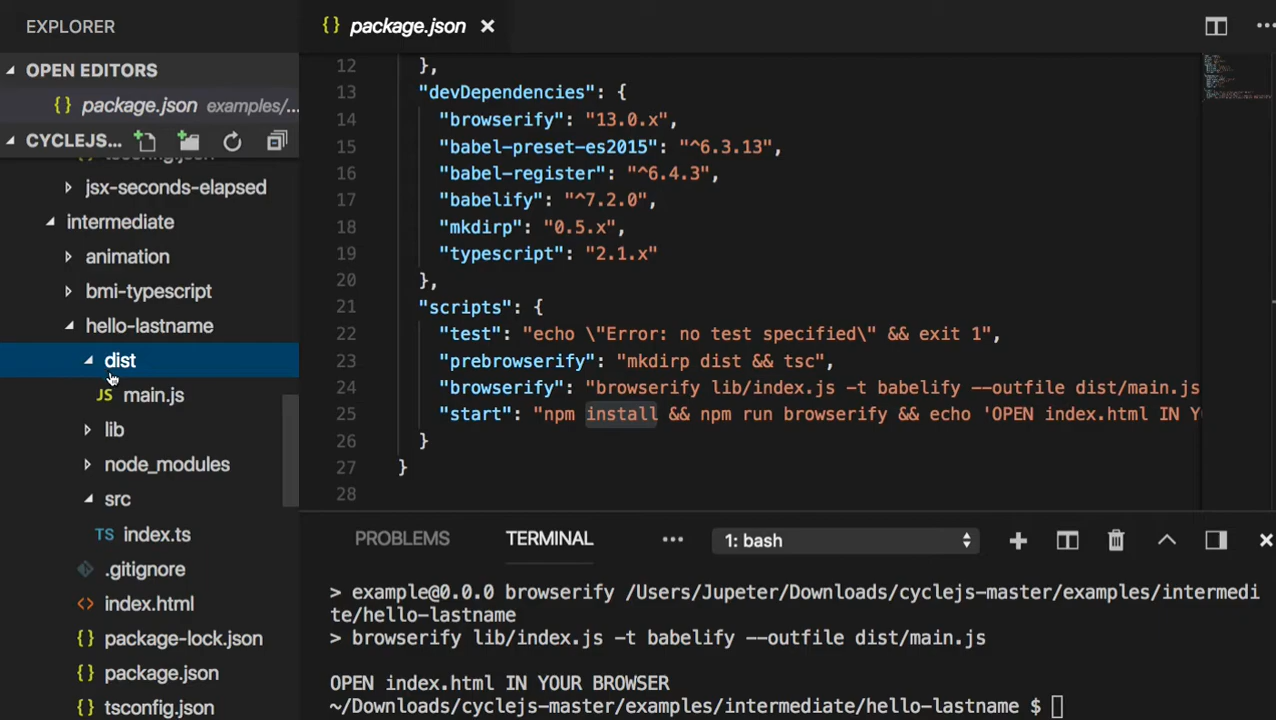 EXPLORER
OPEN EDITORS
{} package.json examples/...
CYCLEJS...
jsx-seconds-elapsed
intermediate
animation
bmi-typescript
hello-lastname
dist
JS main.js
lib
node_modules
src
TS index.ts
.gitignore
<> index.html
{} package-lock.json
{} package.json
{} tsconfig.json
{} package.json ×
12 },
13 "devDependencies": {
14 "browserify": "13.0.x",
15 "babel-preset-es2015": "^6.3.13",
16 "babel-register": "^6.4.3",
17 "babelify": "^7.2.0",
18 "mkdirp": "0.5.x",
19 "typescript": "2.1.x"
20 },
21 "scripts": {
22 "test": "echo \"Error: no test specified\" && exit 1",
23 "prebrowserify": "mkdirp dist && tsc",
24 "browserify": "browserify lib/index.js -t babelify --outfile dist/main.js
25 "start": "npm install && npm run browserify && echo 'OPEN index.html IN YO
26 }
27 }
28
PROBLEMS TERMINAL ... 1: bash
> example@0.0.0 browserify /Users/Jupeter/Downloads/cyclejs-master/examples/intermedi
te/hello-lastname
> browserify lib/index.js -t babelify --outfile dist/main.js
OPEN index.html IN YOUR BROWSER
~/Downloads/cyclejs-master/examples/intermediate/hello-lastname $